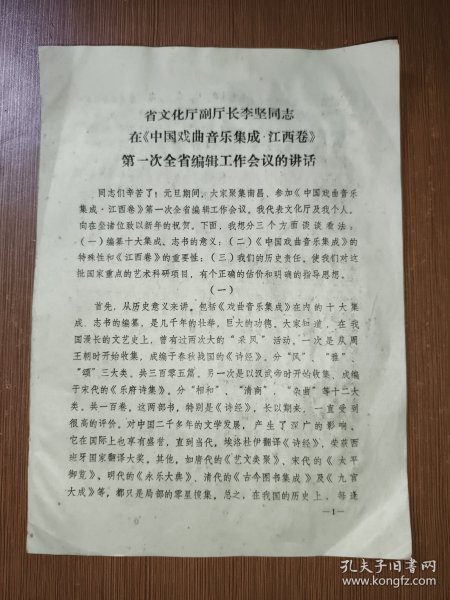 省文化厅副厅长李坚同志
在《中国戏曲音乐集成·江西卷》
第一次全省编辑工作会议的讲话
同志们辛苦了！元旦期间，大家聚集南昌，参加《中国戏曲音乐
集成·江西卷》第一次全省编辑工作会议。我代表文化厅及我个人，
向在坐诸位致以新年的祝贺。下面，我想分三个方面谈谈看法：
（一）编纂十大集成、志书的意义；（二）《中国戏曲音乐集成》的
特殊性和《江西卷》的重要性；（三）我们的历史责任。使我们对这
批国家重点的艺术科研项目，有个正确的估价和明确的指导思想。
（一）
首先，从历史意义来讲。包括《戏曲音乐集成》在内的十大集
成、志书的编纂，是几千年的壮举，巨大的功德。大家知道，在我
国漫长的文艺史上，曾有过两次大的“采风”活动。一次是从周
王朝时开始收集，成编于春秋战国的《诗经》。分“风”、“雅”、
“颂”三大类。共三百零五篇。另一次是以汉武帝时开始收集、成编
于宋代的《乐府诗集》。分“相和”、“清商”、“杂曲”等十二大
类。共一百卷。这两部书，特别是《诗经》，长以期来，一直受到
很高的评价。对中国二千多年的文学发展，产生了深广的影响。
它在国际上也享有盛誉，直到当代，埃洛杜伊翻译《诗经》，荣获西
班牙国家翻译大奖。其他，如唐代的《艺文类聚》、宋代的《太平
御览》。明代的《永乐大典》、清代的《古今图书集成》及《九宫
大成》等，都只是局部的零星搜集。总之，在我国的历史上，每逢
—1—
孔夫子旧书网
www.kongfz.com